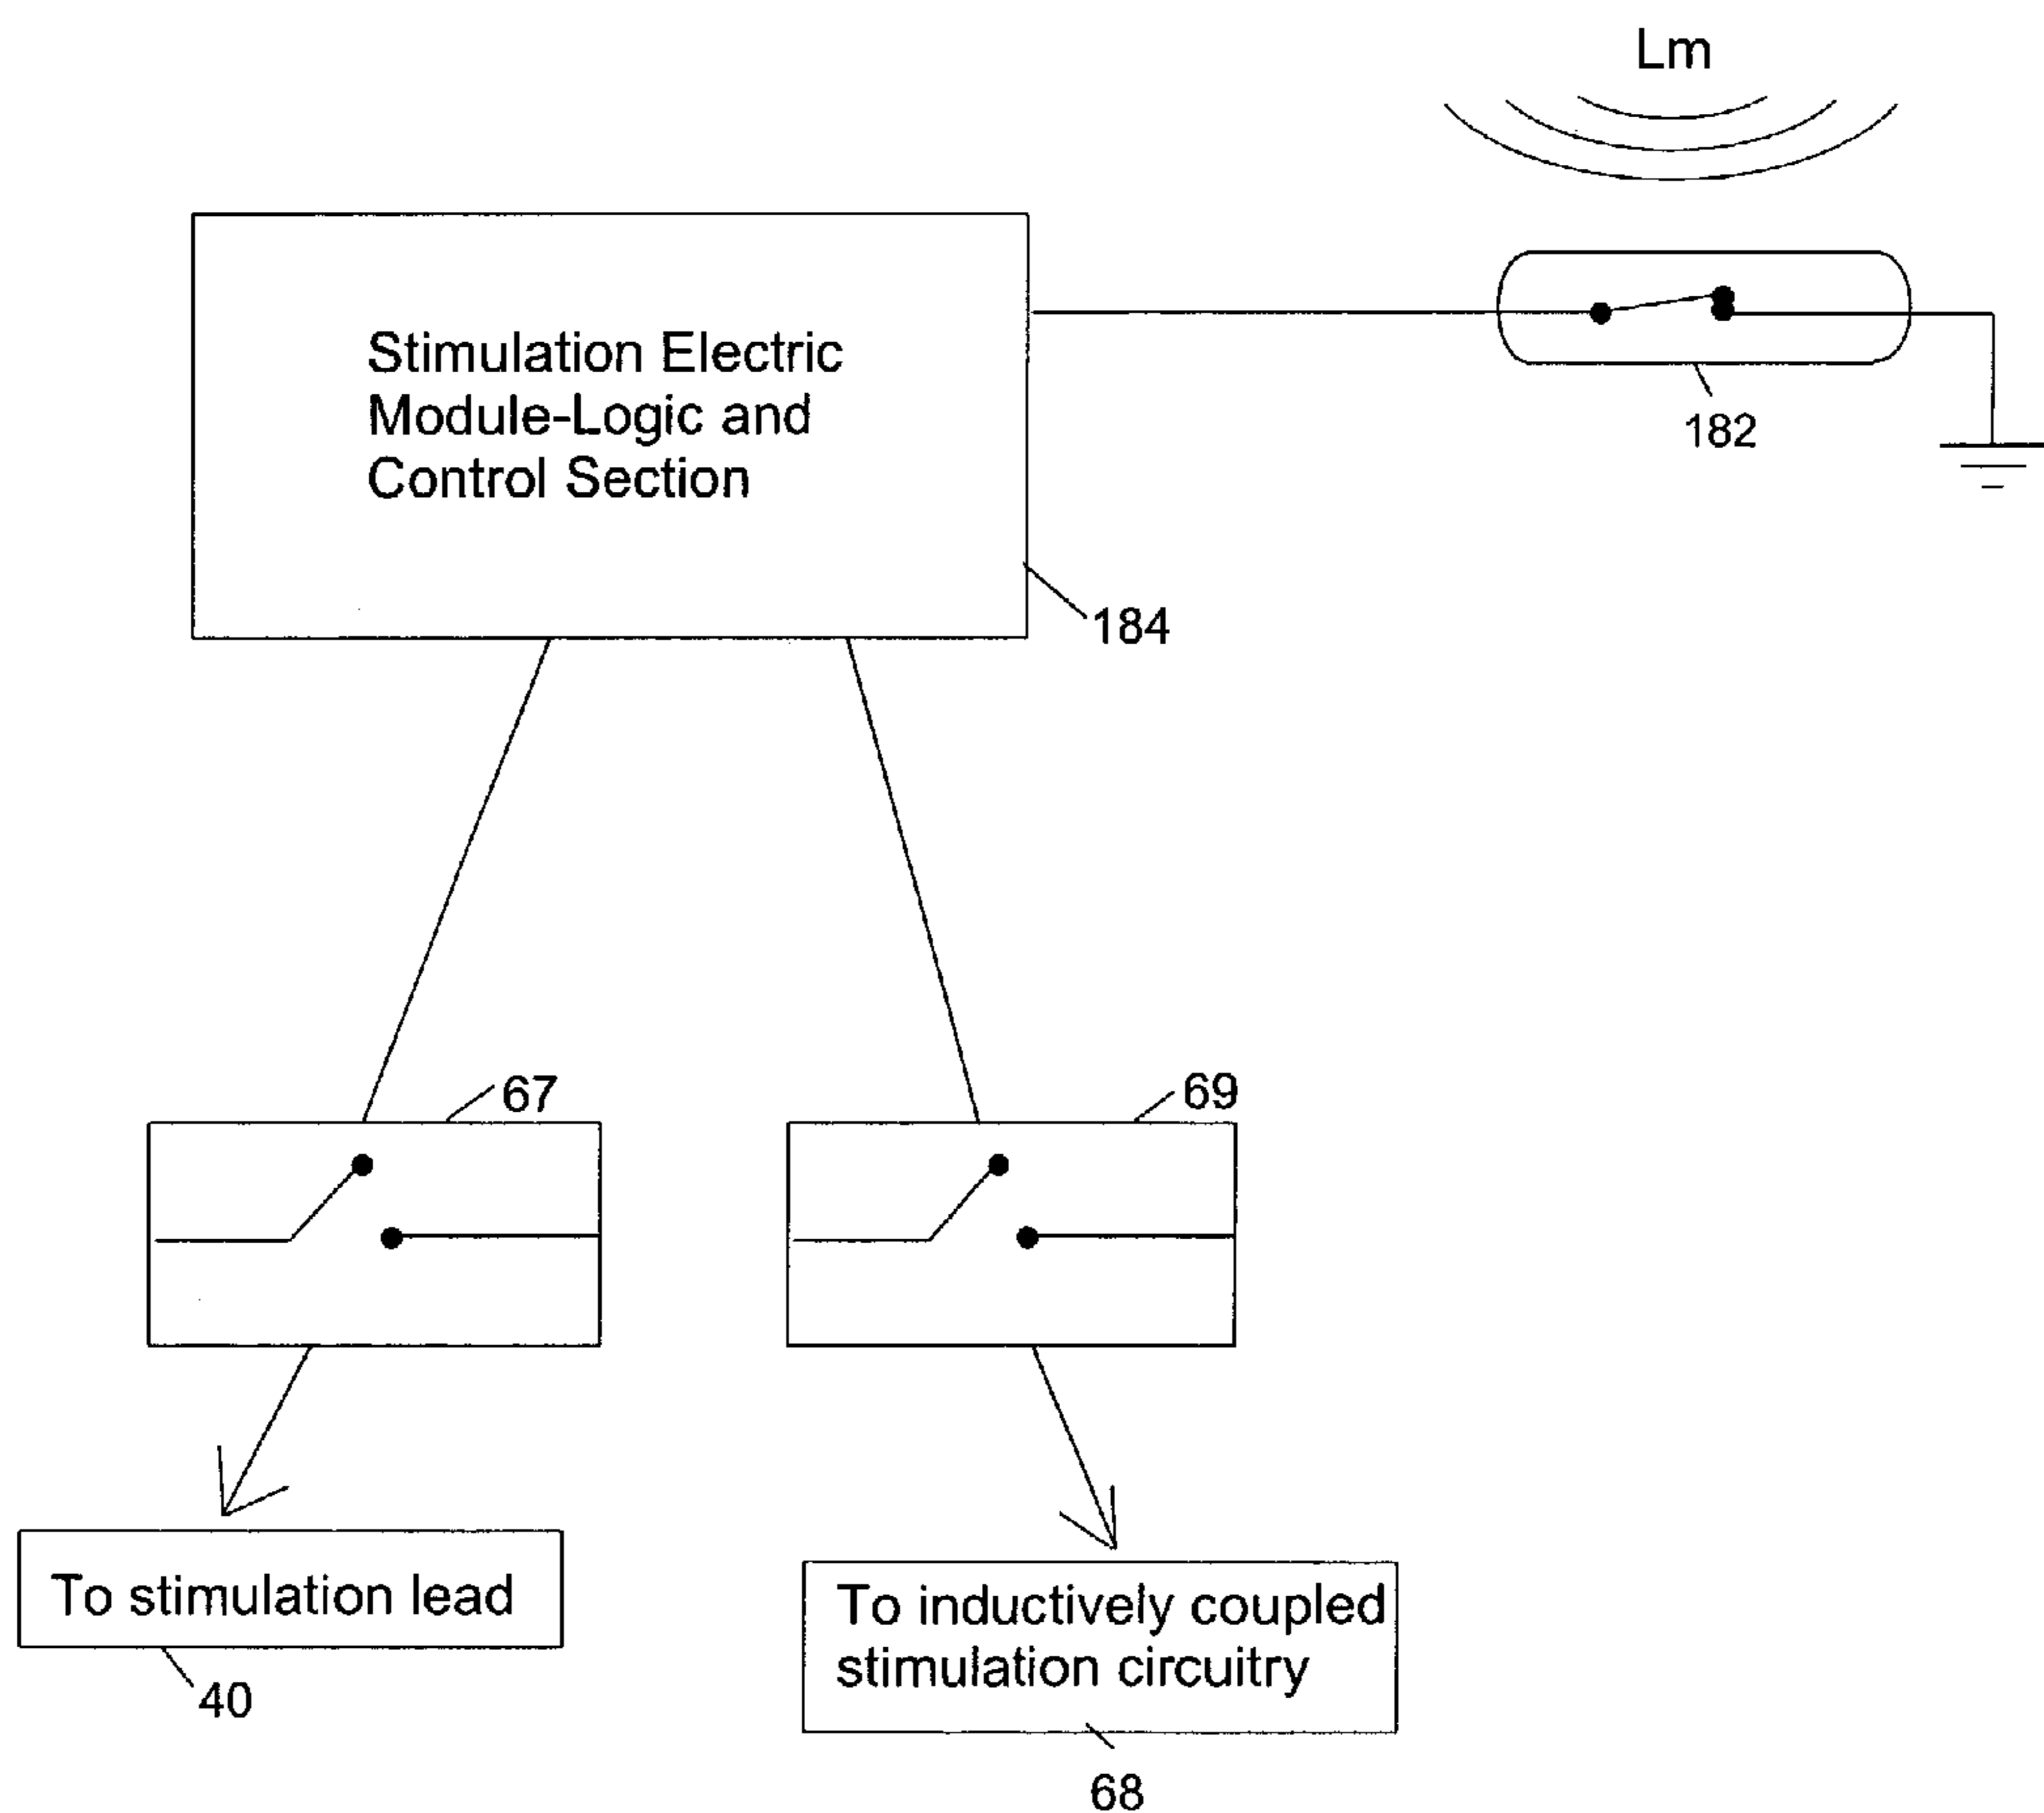 Lm
Stimulation Electric
Module-Logic and
Control Section
182
184
67
69
To stimulation lead
40
To inductively coupled
stimulation circuitry
68